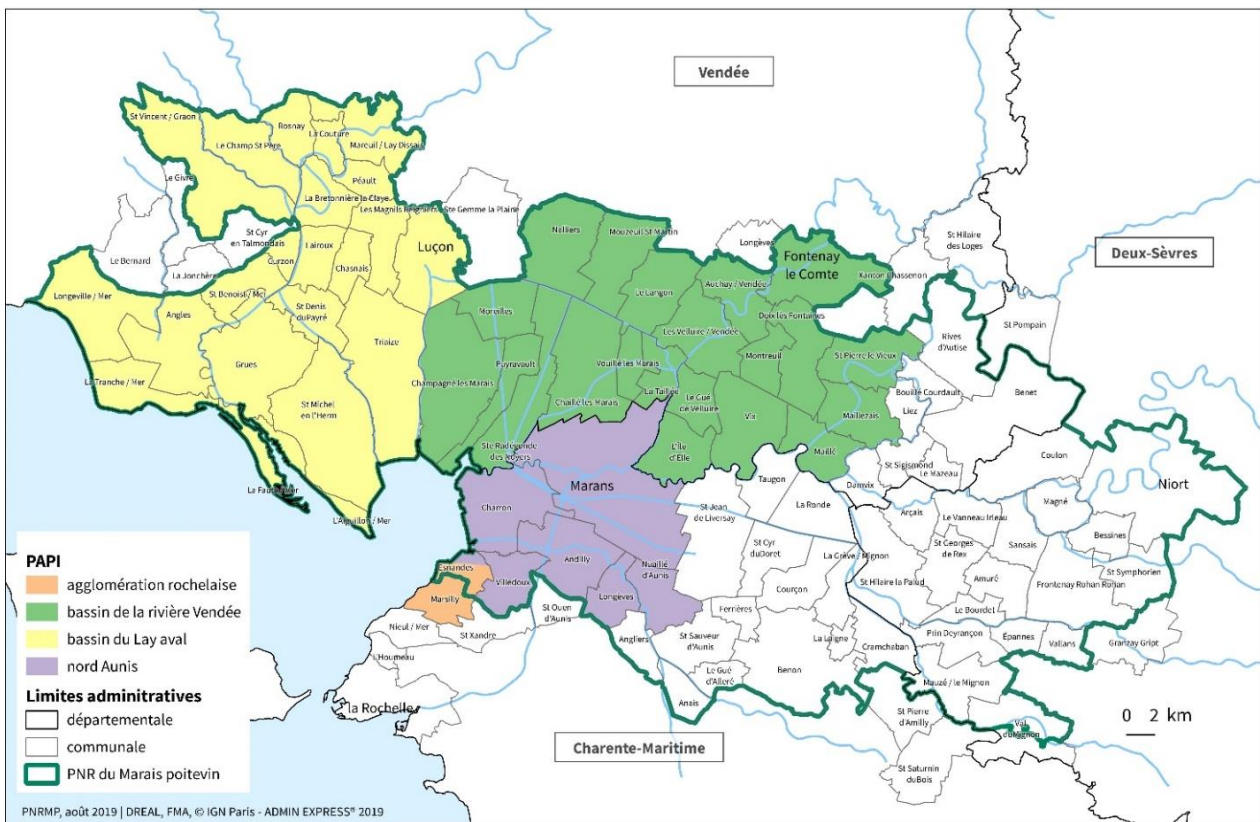 Vendée
Deux-Sèvres
Charente-Maritime
St Vincent / Graon
Rosnay
La Couture
Le Champ St Père
Mareuil / Lay Dissais
Le Givre
Péault
La Bretonnière la Claye
Les Magnils Reigniers
Ste Gemme la Plaine
St Cyr
en Talmondais
Le Bernard
La Jonchère
Curzon
Lairoux
Luçon
Chasnais
Longeville / Mer
Angles
St Benoist / Mer
St Denis
du Payré
Triaize
Grues
La Tranche / Mer
St Michel
en l'Herm
L'Aiguillon / Mer
Nalliers
Mouzeuil St Martin
Longèves
Fontenay
le Comte
St Hilaire
des Loges
Le Langon
Auchay / Vendée
Xanton Chassenon
Moreilles
Les Velluire / Vendée
Doix lès Fontaines
Rives
d'Autise
St Pompain
Puyravault
Vouillé les Marais
Montreuil
St Pierre le Vieux
Champagné les Marais
La Taillée
Bouillé Courdault
Benet
Chaillé les Marais
Le Gué
de Velluire
Vix
Maillezais
Liez
Ste Radégonde
des Noyers
L'Île
d'Elle
Maillé
St Sigismond
Le Mazeau
Coulon
Niort
Marans
Taugon
Damvix
Magné
Charron
St Jean
de Liversay
La Ronde
Arçais
Le Vanneau Irleau
Bessines
St Georges
de Rex
Sansais
St Cyr
du Doret
La Grève / Mignon
St Symphorien
Esnandes
Villedoux
Andilly
Nuaillé
d'Aunis
St Hilaire la Palud
Amuré
Frontenay Rohan Rohan
Marsilly
Longèves
Courçon
Le Bourdet
Nieul / Mer
St Xandre
St Ouen
d'Aunis
Ferrières
Prin Deyrançon
Épannes
Vallans
Granzay Gript
L'Houmeau
Angliers
St Sauveur
d'Aunis
La Laigne
Cramchaban
Le Gué
d'Alleré
Benon
Mauzé / le Mignon
la Rochelle
Anais
St Pierre
d'Amilly
Val
du Mignon
St Saturnin
du Bois
0 2 km
PAPI
agglomération rochelaise
bassin de la rivière Vendée
bassin du Lay aval
nord Aunis
Limites adminitratives
départementale
communale
PNR du Marais poitevin
PNRMP, août 2019 | DREAL, FMA, © IGN Paris - ADMIN EXPRESS® 2019